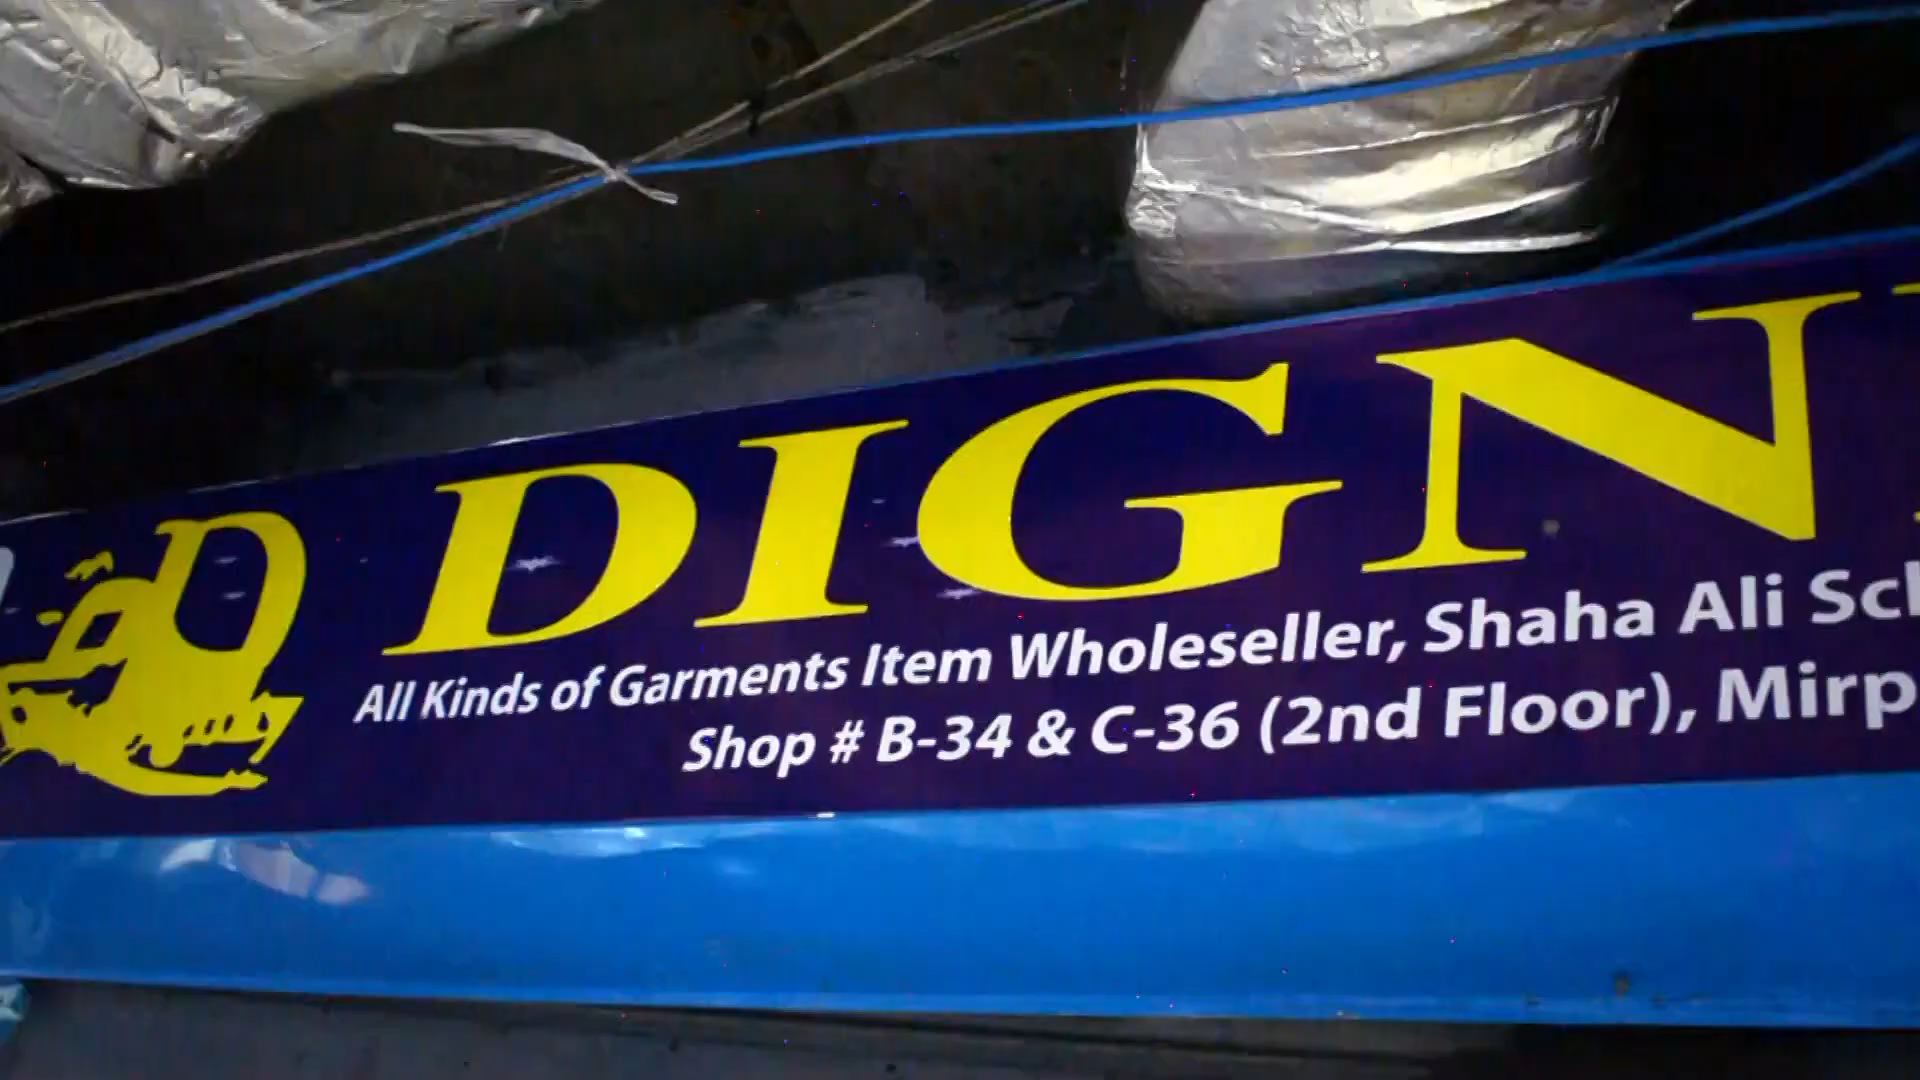 DIGN
All Kinds of Garments Item Wholeseller, Shaha Ali Sc
Shop # B-34 & C-36 (2nd Floor), Mirp